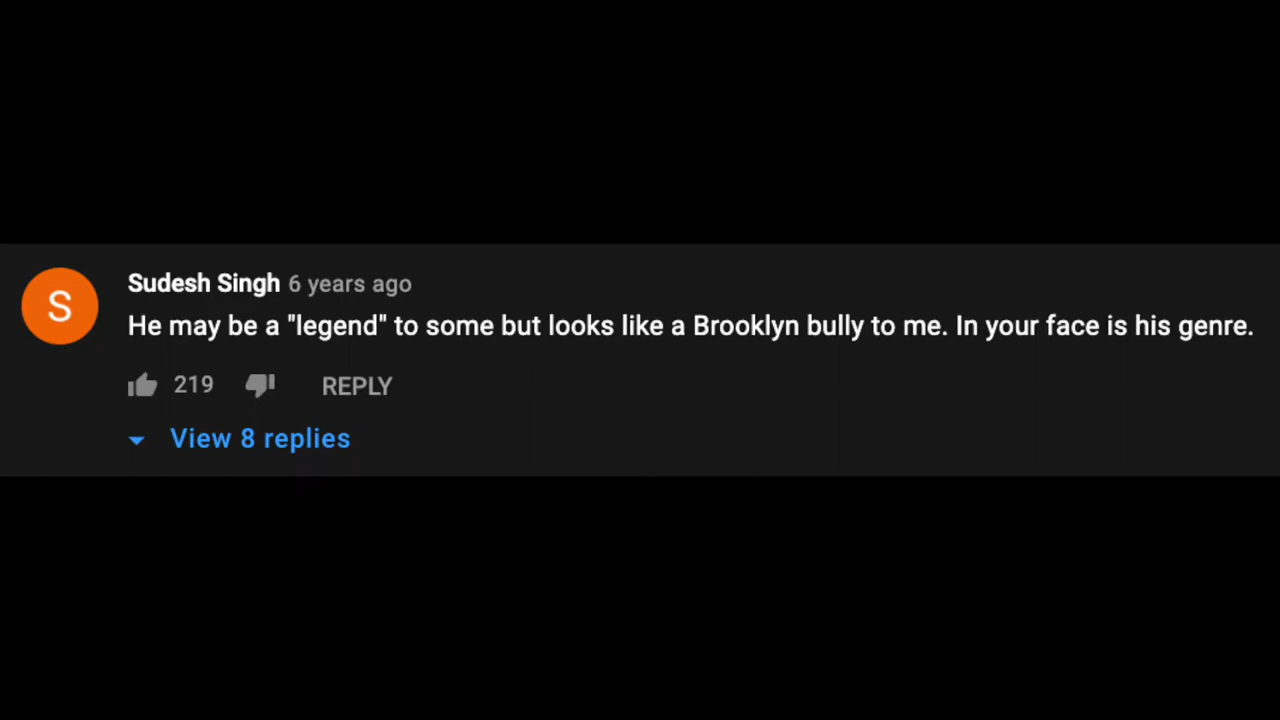 S
Sudesh Singh 6 years ago
He may be a "legend" to some but looks like a Brooklyn bully to me. In your face is his genre.
219 REPLY
View 8 replies